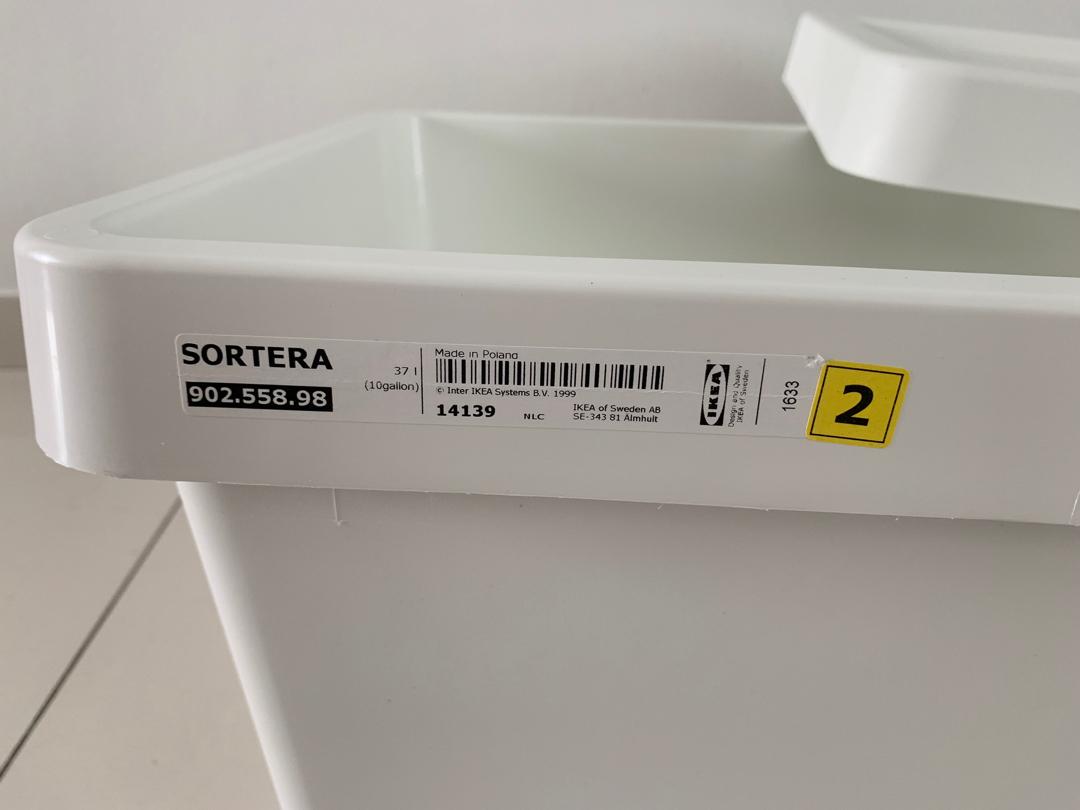 SORTERA
902.558.98
37 l
(10gallon)
Made in Poland
© Inter IKEA Systems B.V. 1999
14139
NLC
IKEA of Sweden AB
SE-343 81 Älmhult
IKEA®
Design and Quality
IKEA of Sweden
1633
2